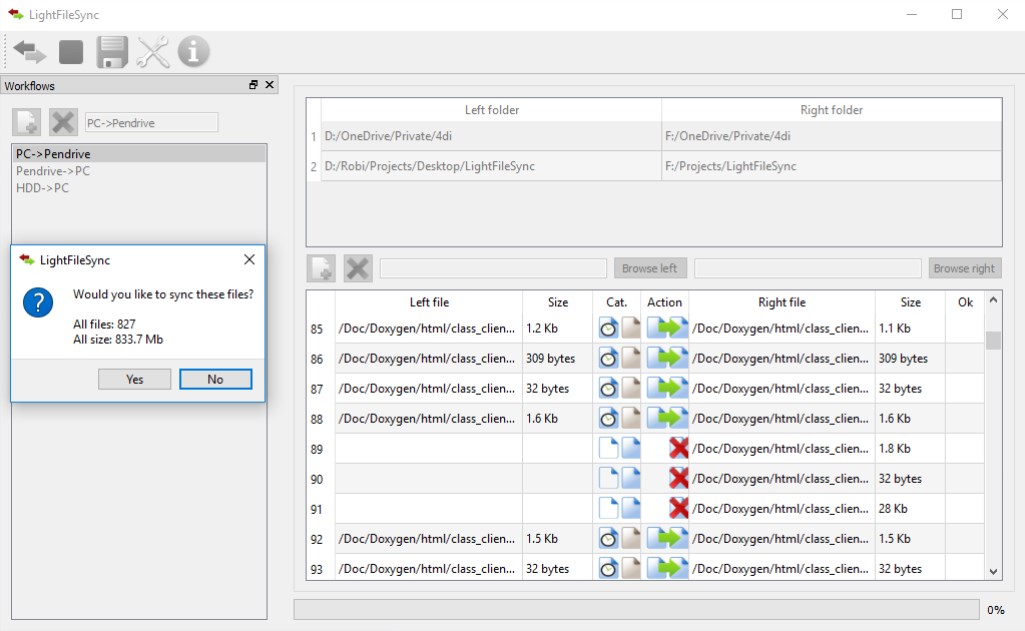 LightFileSync
Workflows
PC->Pendrive
PC->Pendrive
Pendrive->PC
HDD->PC
LightFileSync
Would you like to sync these files?
All files: 827
All size: 833.7 Mb
Yes No
Left folder Right folder
1 D:/OneDrive/Private/4di F:/OneDrive/Private/4di
2 D:/Robi/Projects/Desktop/LightFileSync F:/Projects/LightFileSync
Browse left Browse right
Left file Size Cat. Action Right file Size Ok
85 /Doc/Doxygen/html/class_clien... 1.2 Kb /Doc/Doxygen/html/class_clien... 1.1 Kb
86 /Doc/Doxygen/html/class_clien... 309 bytes /Doc/Doxygen/html/class_clien... 309 bytes
87 /Doc/Doxygen/html/class_clien... 32 bytes /Doc/Doxygen/html/class_clien... 32 bytes
88 /Doc/Doxygen/html/class_clien... 1.6 Kb /Doc/Doxygen/html/class_clien... 1.6 Kb
89 /Doc/Doxygen/html/class_clien... 1.8 Kb
90 /Doc/Doxygen/html/class_clien... 32 bytes
91 /Doc/Doxygen/html/class_clien... 28 Kb
92 /Doc/Doxygen/html/class_clien... 1.5 Kb /Doc/Doxygen/html/class_clien... 1.5 Kb
93 /Doc/Doxygen/html/class_clien... 32 bytes /Doc/Doxygen/html/class_clien... 32 bytes
0%